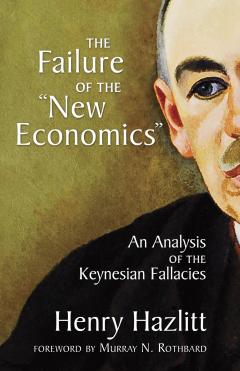 THE
Failure
OF THE
"New
Economics"
An Analysis
OF THE
Keynesian Fallacies
Henry Hazlitt
FOREWORD BY MURRAY N. ROTHBARD